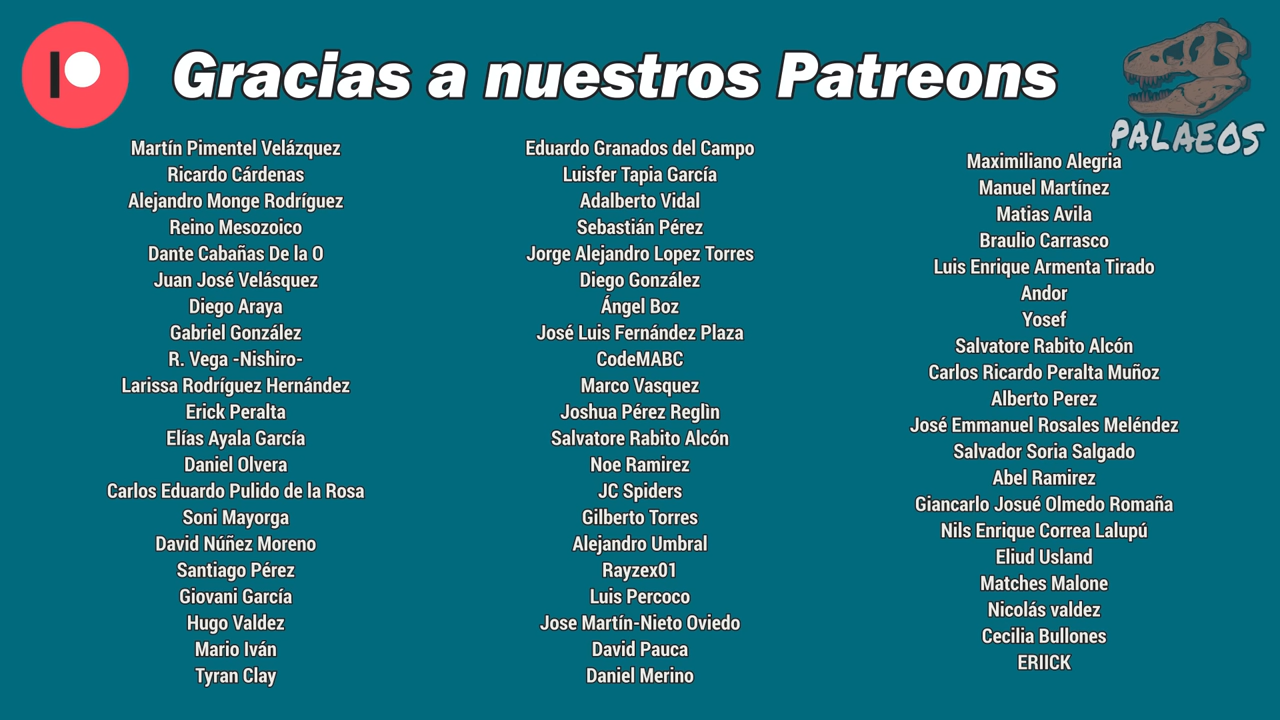 Gracias a nuestros Patreons
PALAEOS
Martín Pimentel Velázquez
Ricardo Cárdenas
Alejandro Monge Rodríguez
Reino Mesozoico
Dante Cabañas De la O
Juan José Velásquez
Diego Araya
Gabriel González
R. Vega -Nishiro-
Larissa Rodríguez Hernández
Erick Peralta
Elías Ayala García
Daniel Olvera
Carlos Eduardo Pulido de la Rosa
Soni Mayorga
David Núñez Moreno
Santiago Pérez
Giovani García
Hugo Valdez
Mario Iván
Tyran Clay
Eduardo Granados del Campo
Luisfer Tapia García
Adalberto Vidal
Sebastián Pérez
Jorge Alejandro Lopez Torres
Diego González
Ángel Boz
José Luis Fernández Plaza
CodeMABC
Marco Vasquez
Joshua Pérez Reglìn
Salvatore Rabito Alcón
Noe Ramirez
JC Spiders
Gilberto Torres
Alejandro Umbral
Rayzex01
Luis Percoco
Jose Martín-Nieto Oviedo
David Pauca
Daniel Merino
Maximiliano Alegria
Manuel Martínez
Matias Avila
Braulio Carrasco
Luis Enrique Armenta Tirado
Andor
Yosef
Salvatore Rabito Alcón
Carlos Ricardo Peralta Muñoz
Alberto Perez
José Emmanuel Rosales Meléndez
Salvador Soria Salgado
Abel Ramirez
Giancarlo Josué Olmedo Romaña
Nils Enrique Correa Lalupú
Eliud Usland
Matches Malone
Nicolás valdez
Cecilia Bullones
ERIICK